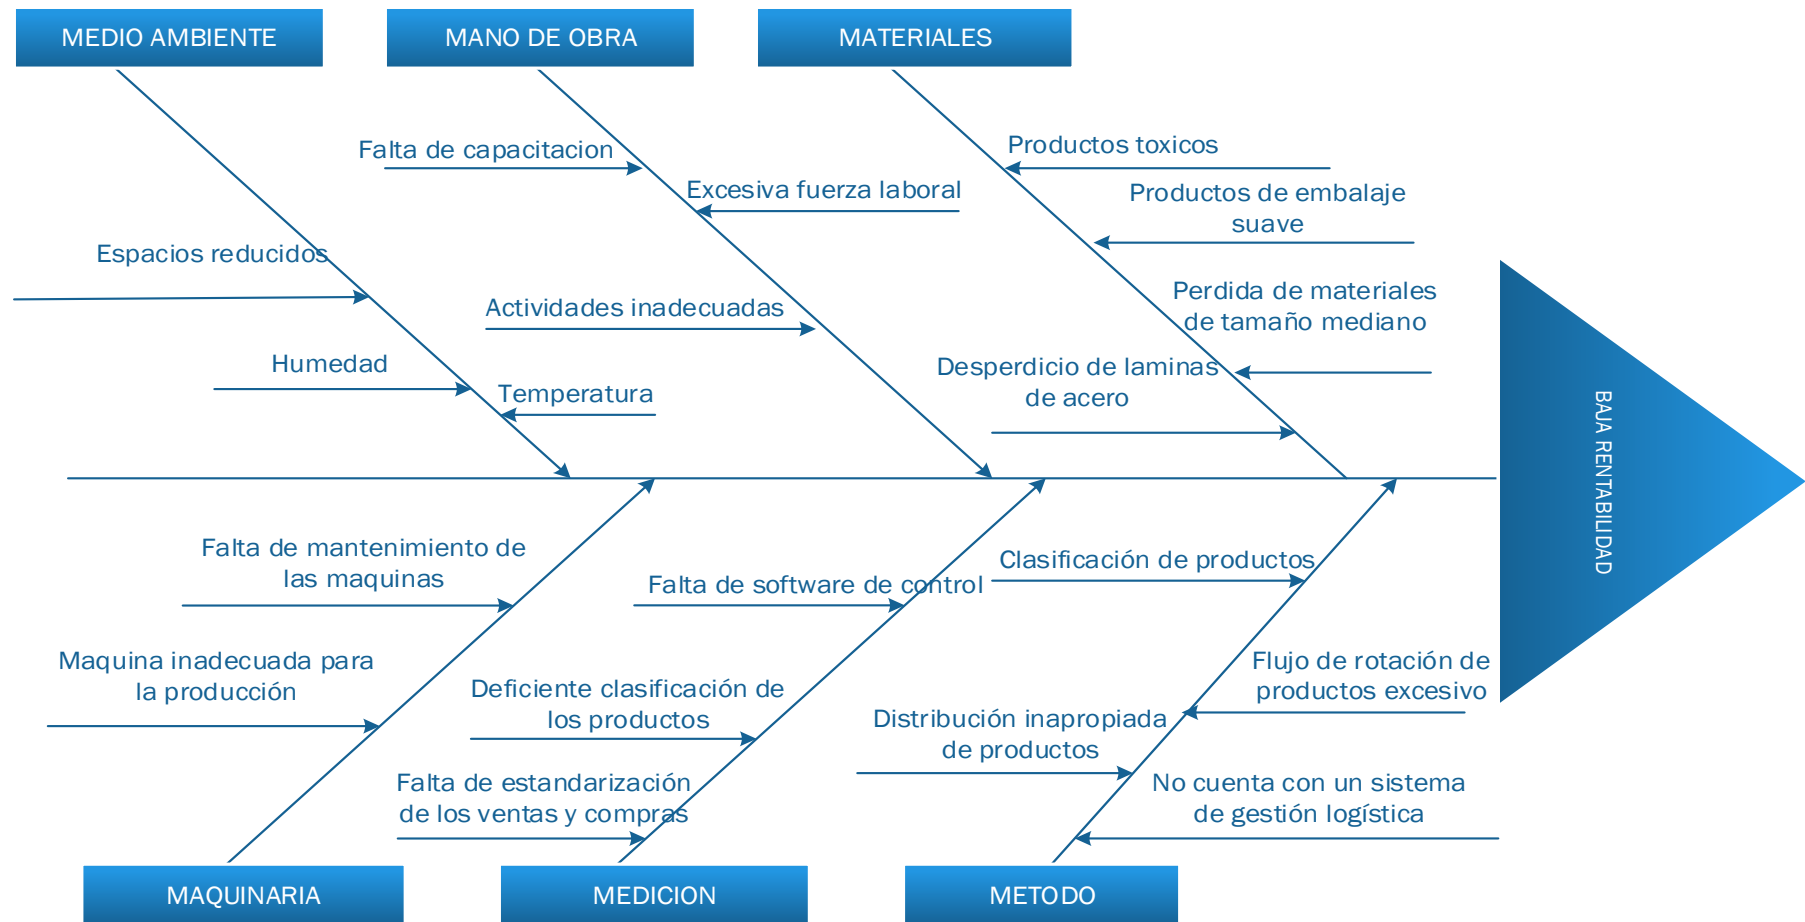 MEDIO AMBIENTE
MANO DE OBRA
MATERIALES
Falta de capacitacion
Productos toxicos
Excesiva fuerza laboral
Productos de embalaje
suave
Espacios reducidos
Actividades inadecuadas
Perdida de materiales
de tamaño mediano
Humedad
Temperatura
Desperdicio de laminas
de acero
BAJA RENTABILIDAD
Falta de mantenimiento de
las maquinas
Falta de software de control
Clasificación de productos
Maquina inadecuada para
la producción
Deficiente clasificación de
los productos
Flujo de rotación de
productos excesivo
Distribución inapropiada
de productos
Falta de estandarización
de los ventas y compras
No cuenta con un sistema
de gestión logística
MAQUINARIA
MEDICION
METODO